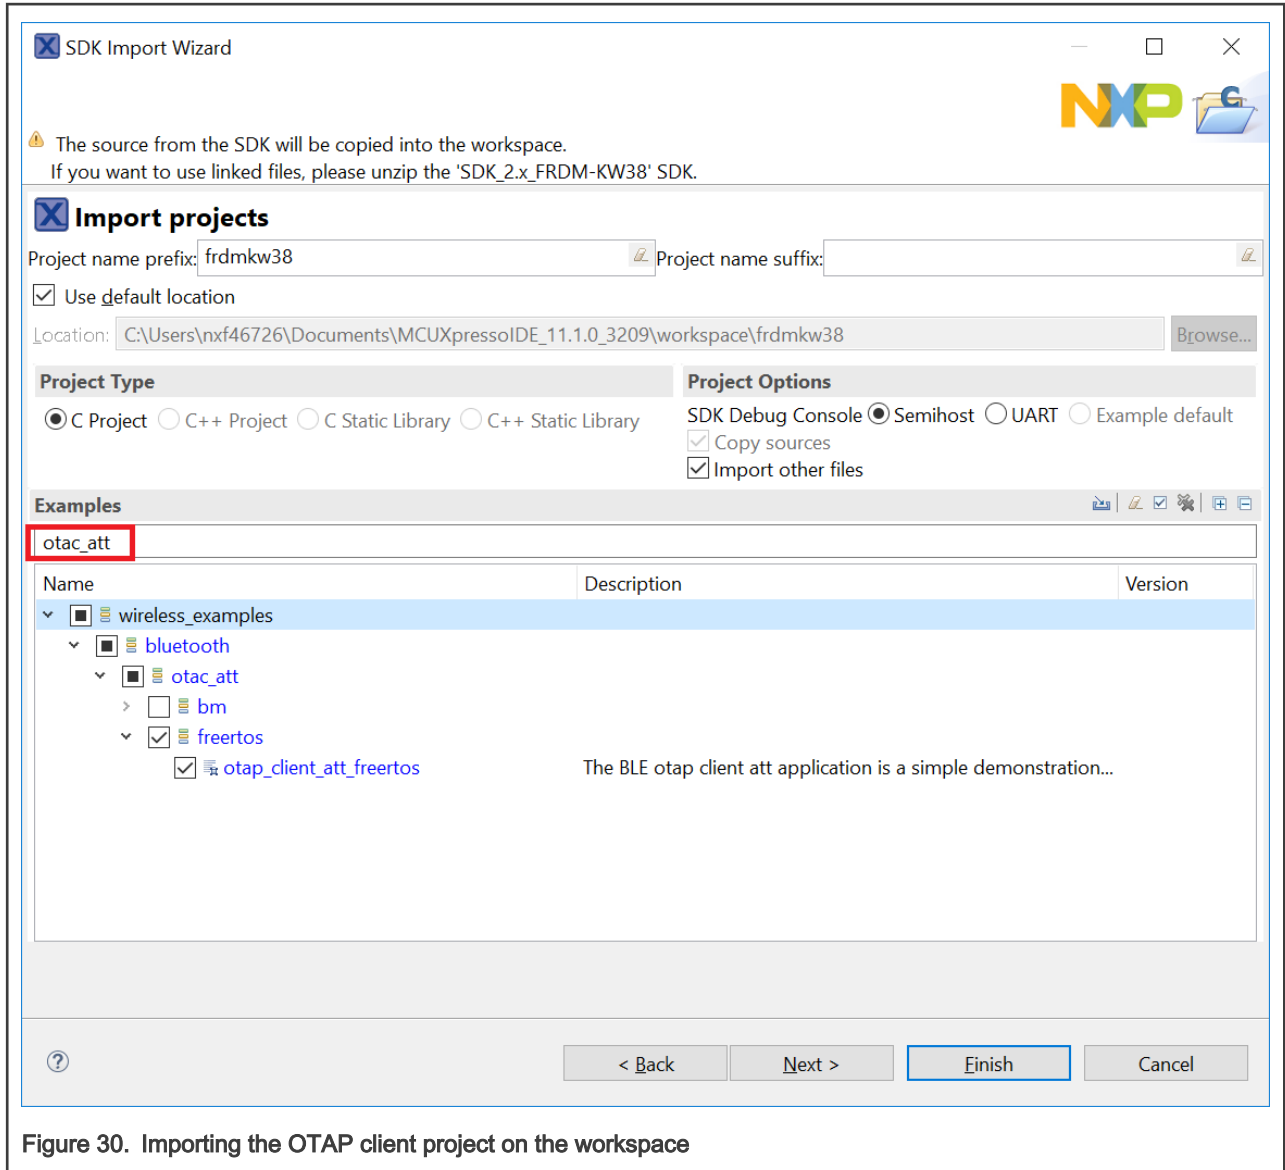 SDK Import Wizard
NXP
The source from the SDK will be copied into the workspace.
If you want to use linked files, please unzip the 'SDK_2.x_FRDM-KW38' SDK.
Import projects
Project name prefix: frdmkw38 Project name suffix:
Use default location
Location: C:\Users\nxf46726\Documents\MCUXpressoIDE_11.1.0_3209\workspace\frdmkw38 Browse...
Project Type Project Options
C Project C++ Project C Static Library C++ Static Library SDK Debug Console Semihost UART Example default
Copy sources
Import other files
Examples
otac_att
Name Description Version
wireless_examples
bluetooth
otac_att
bm
freertos
otap_client_att_freertos The BLE otap client att application is a simple demonstration...
< Back Next > Finish Cancel
Figure 30. Importing the OTAP client project on the workspace